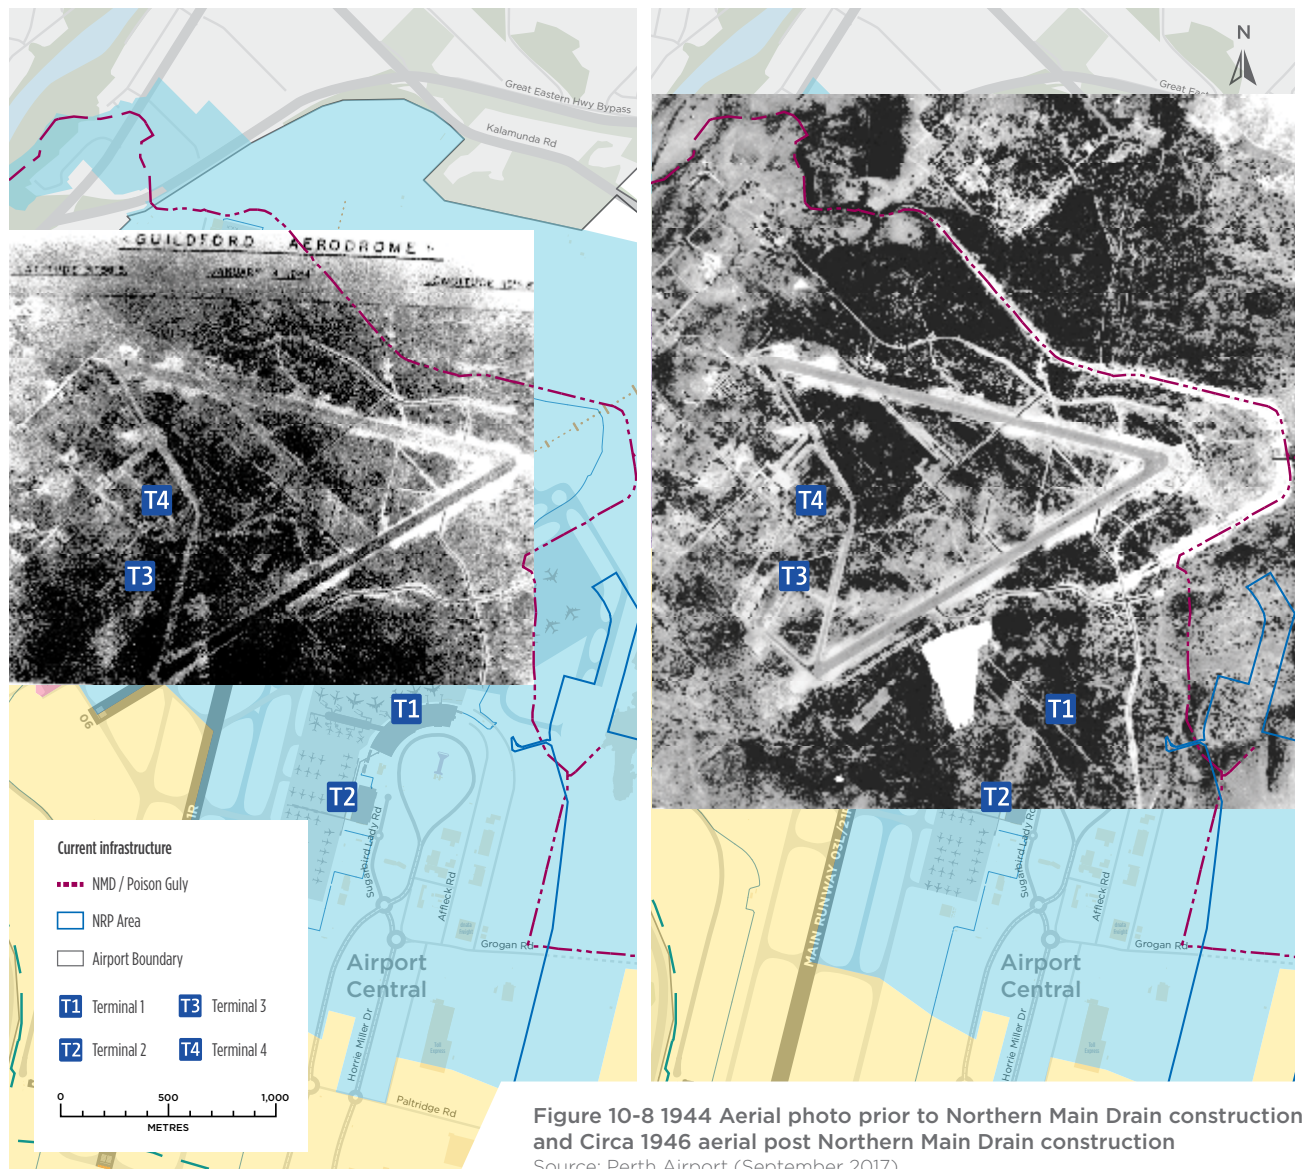 Great Eastern Hwy Bypass
Kalamunda Rd
GUILDFORD AERODROME
JANUARY
T4
T3
T1
T2
06
1R
Sugarbird Lady Rd
Affleck Rd
Grogan Rd
Airport
Central
Horrie Miller Dr
Paltridge Rd
Current infrastructure
NMD / Poison Guly
NRP Area
Airport Boundary
T1 Terminal 1
T3 Terminal 3
T2 Terminal 2
T4 Terminal 4
0 500 1,000
METRES
N
Great Eas
T4
T3
T1
T2
MAIN RUNWAY 03L/21R
Sugarbird Lady Rd
Affleck Rd
Grogan Rd
Airport
Central
Horrie Miller Dr
Figure 10-8 1944 Aerial photo prior to Northern Main Drain construction
and Circa 1946 aerial post Northern Main Drain construction
Source: Perth Airport (September 2017)